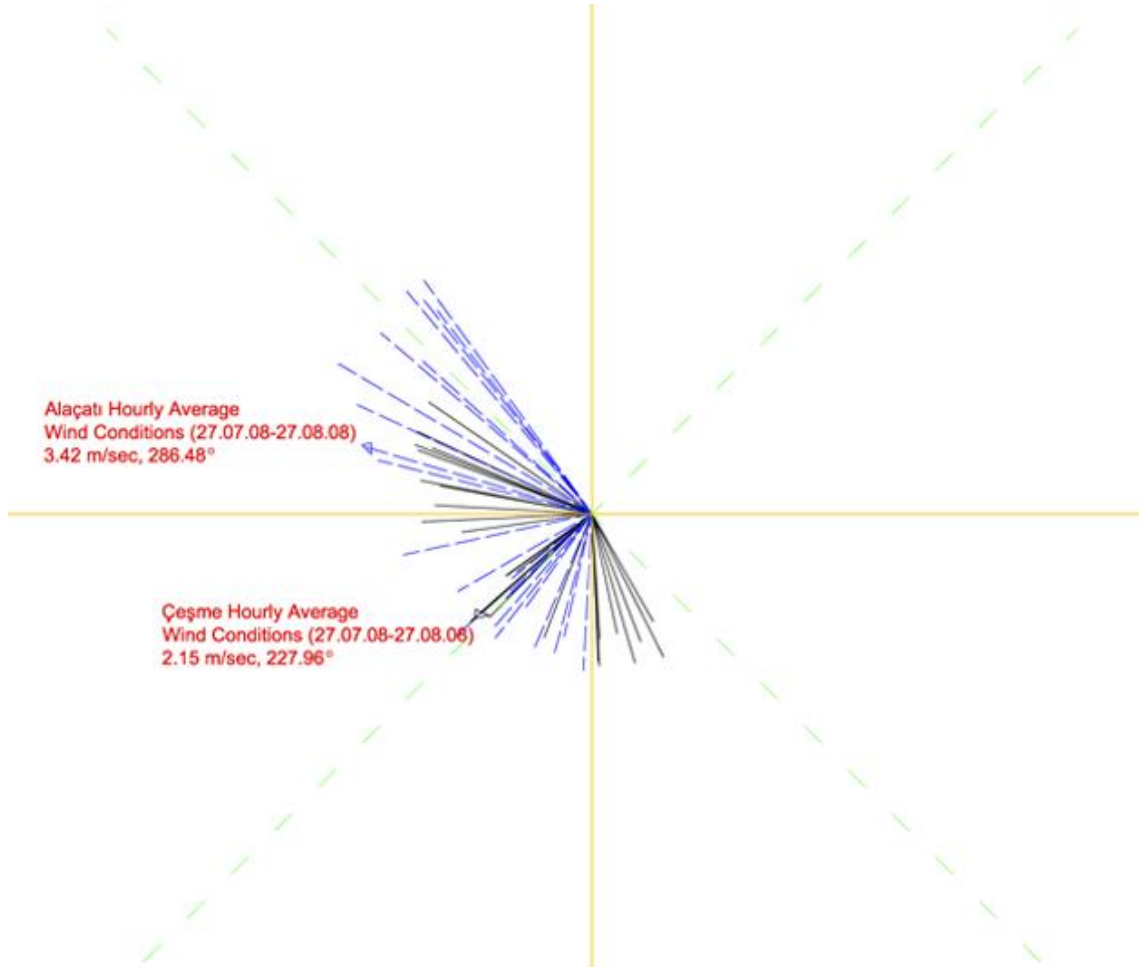 Alaçatı Hourly Average
Wind Conditions (27.07.08-27.08.08)
3.42 m/sec, 286.48°
Çeşme Hourly Average
Wind Conditions (27.07.08-27.08.08)
2.15 m/sec, 227.96°